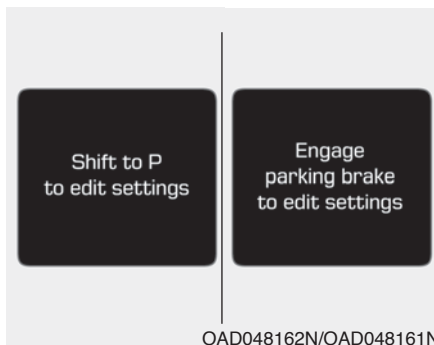 Shift to P
to edit settings
Engage
parking brake
to edit settings
OAD048162N/OAD048161N